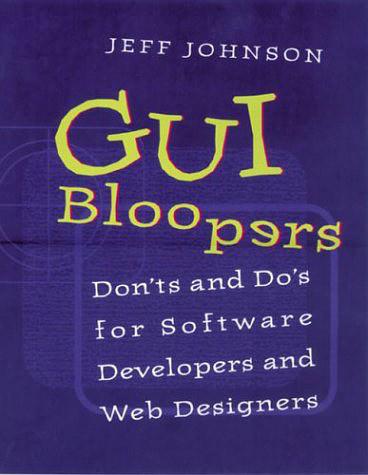 JEFF JOHNSON
GUI
Bloopers
Don'ts and Do's
for Software
Developers and
Web Designers